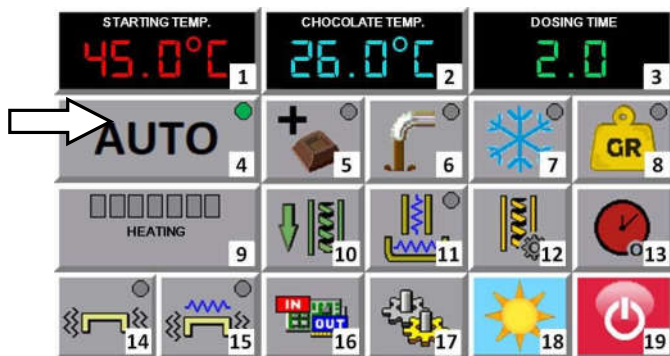 STARTING TEMP. CHOCOLATE TEMP. DOSING TIME
45.0°C 1 26.0°C 2 2.0 3
AUTO 4 5 6 7 GR 8
HEATING 9 10 11 12 13
14 15 IN OUT 16 17 18 19